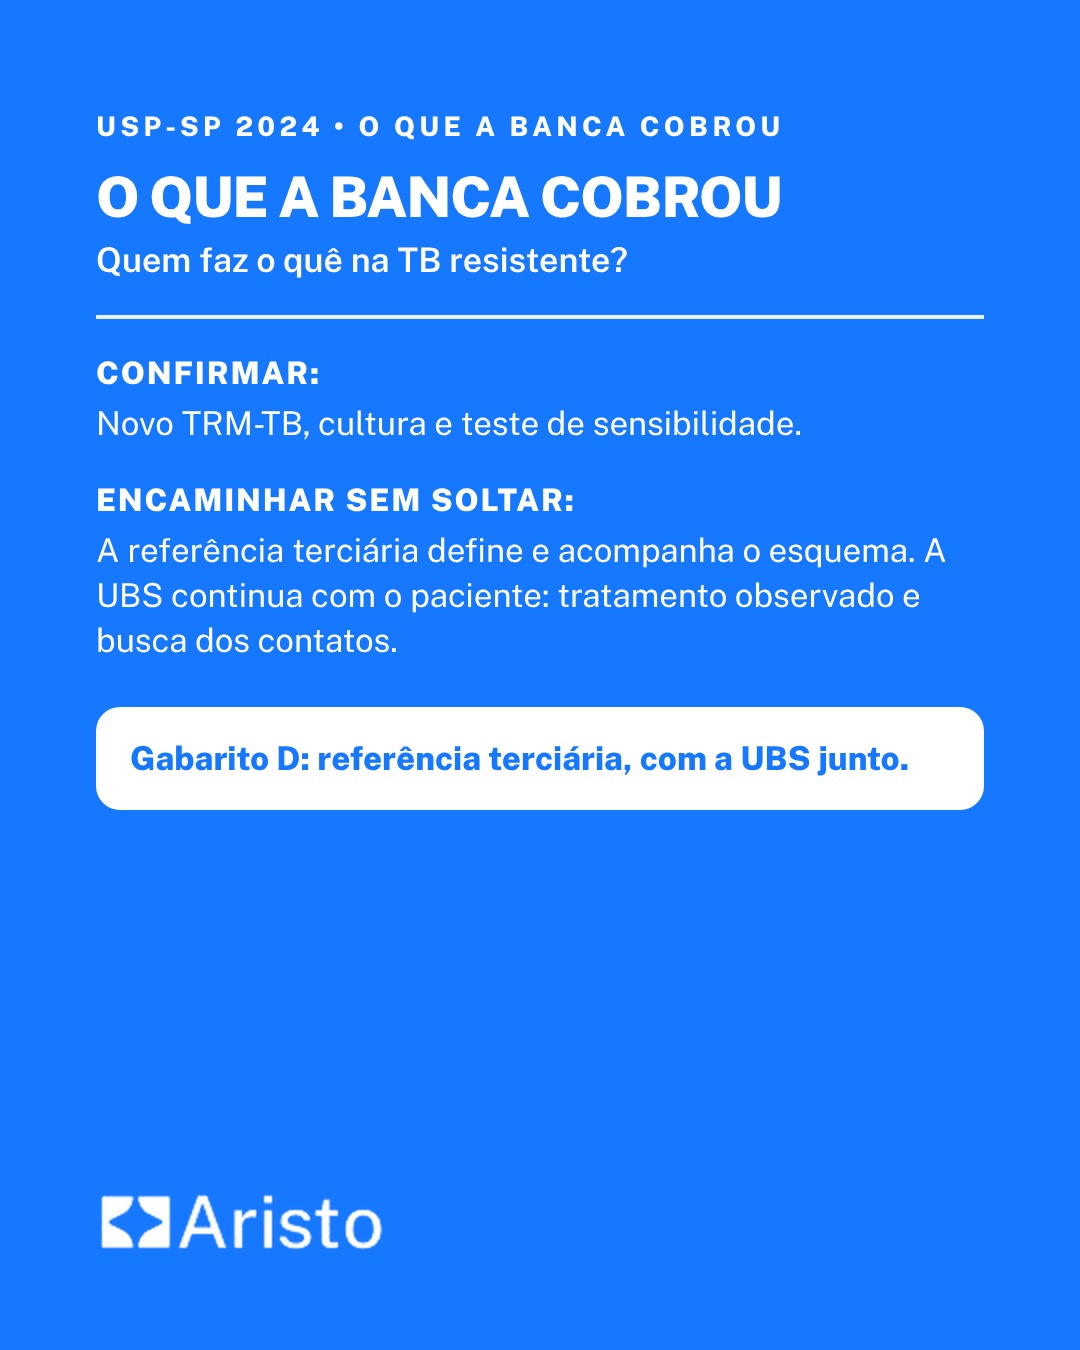 USP-SP 2024 • O QUE A BANCA COBROU
O QUE A BANCA COBROU
Quem faz o quê na TB resistente?
CONFIRMAR:
Novo TRM-TB, cultura e teste de sensibilidade.
ENCAMINHAR SEM SOLTAR:
A referência terciária define e acompanha o esquema. A
UBS continua com o paciente: tratamento observado e
busca dos contatos.
Gabarito D: referência terciária, com a UBS junto.
Aristo